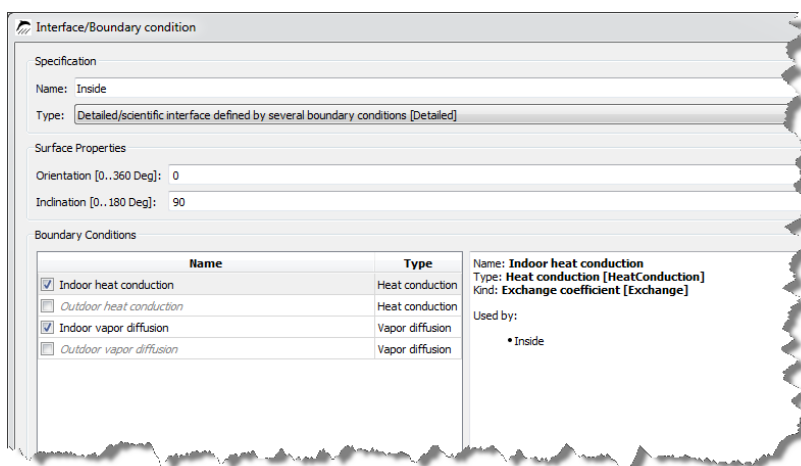 Interface/Boundary condition
Specification
Name: Inside
Type: Detailed/scientific interface defined by several boundary conditions [Detailed]
Surface Properties
Orientation [0..360 Deg]: 0
Inclination [0..180 Deg]: 90
Boundary Conditions
Name Type
Indoor heat conduction Heat conduction
Outdoor heat conduction Heat conduction
Indoor vapor diffusion Vapor diffusion
Outdoor vapor diffusion Vapor diffusion
Name: Indoor heat conduction
Type: Heat conduction [HeatConduction]
Kind: Exchange coefficient [Exchange]
Used by:
• Inside